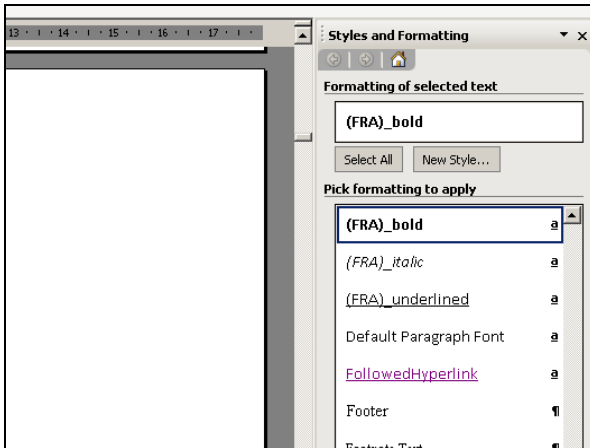 13 · ı · 14 · ı · 15 · ı · 16 · ı · 17 · ı ·
Styles and Formatting
Formatting of selected text
(FRA)_bold
Select All New Style...
Pick formatting to apply
(FRA)_bold a
(FRA)_italic a
(FRA)_underlined a
Default Paragraph Font a
FollowedHyperlink a
Footer ¶